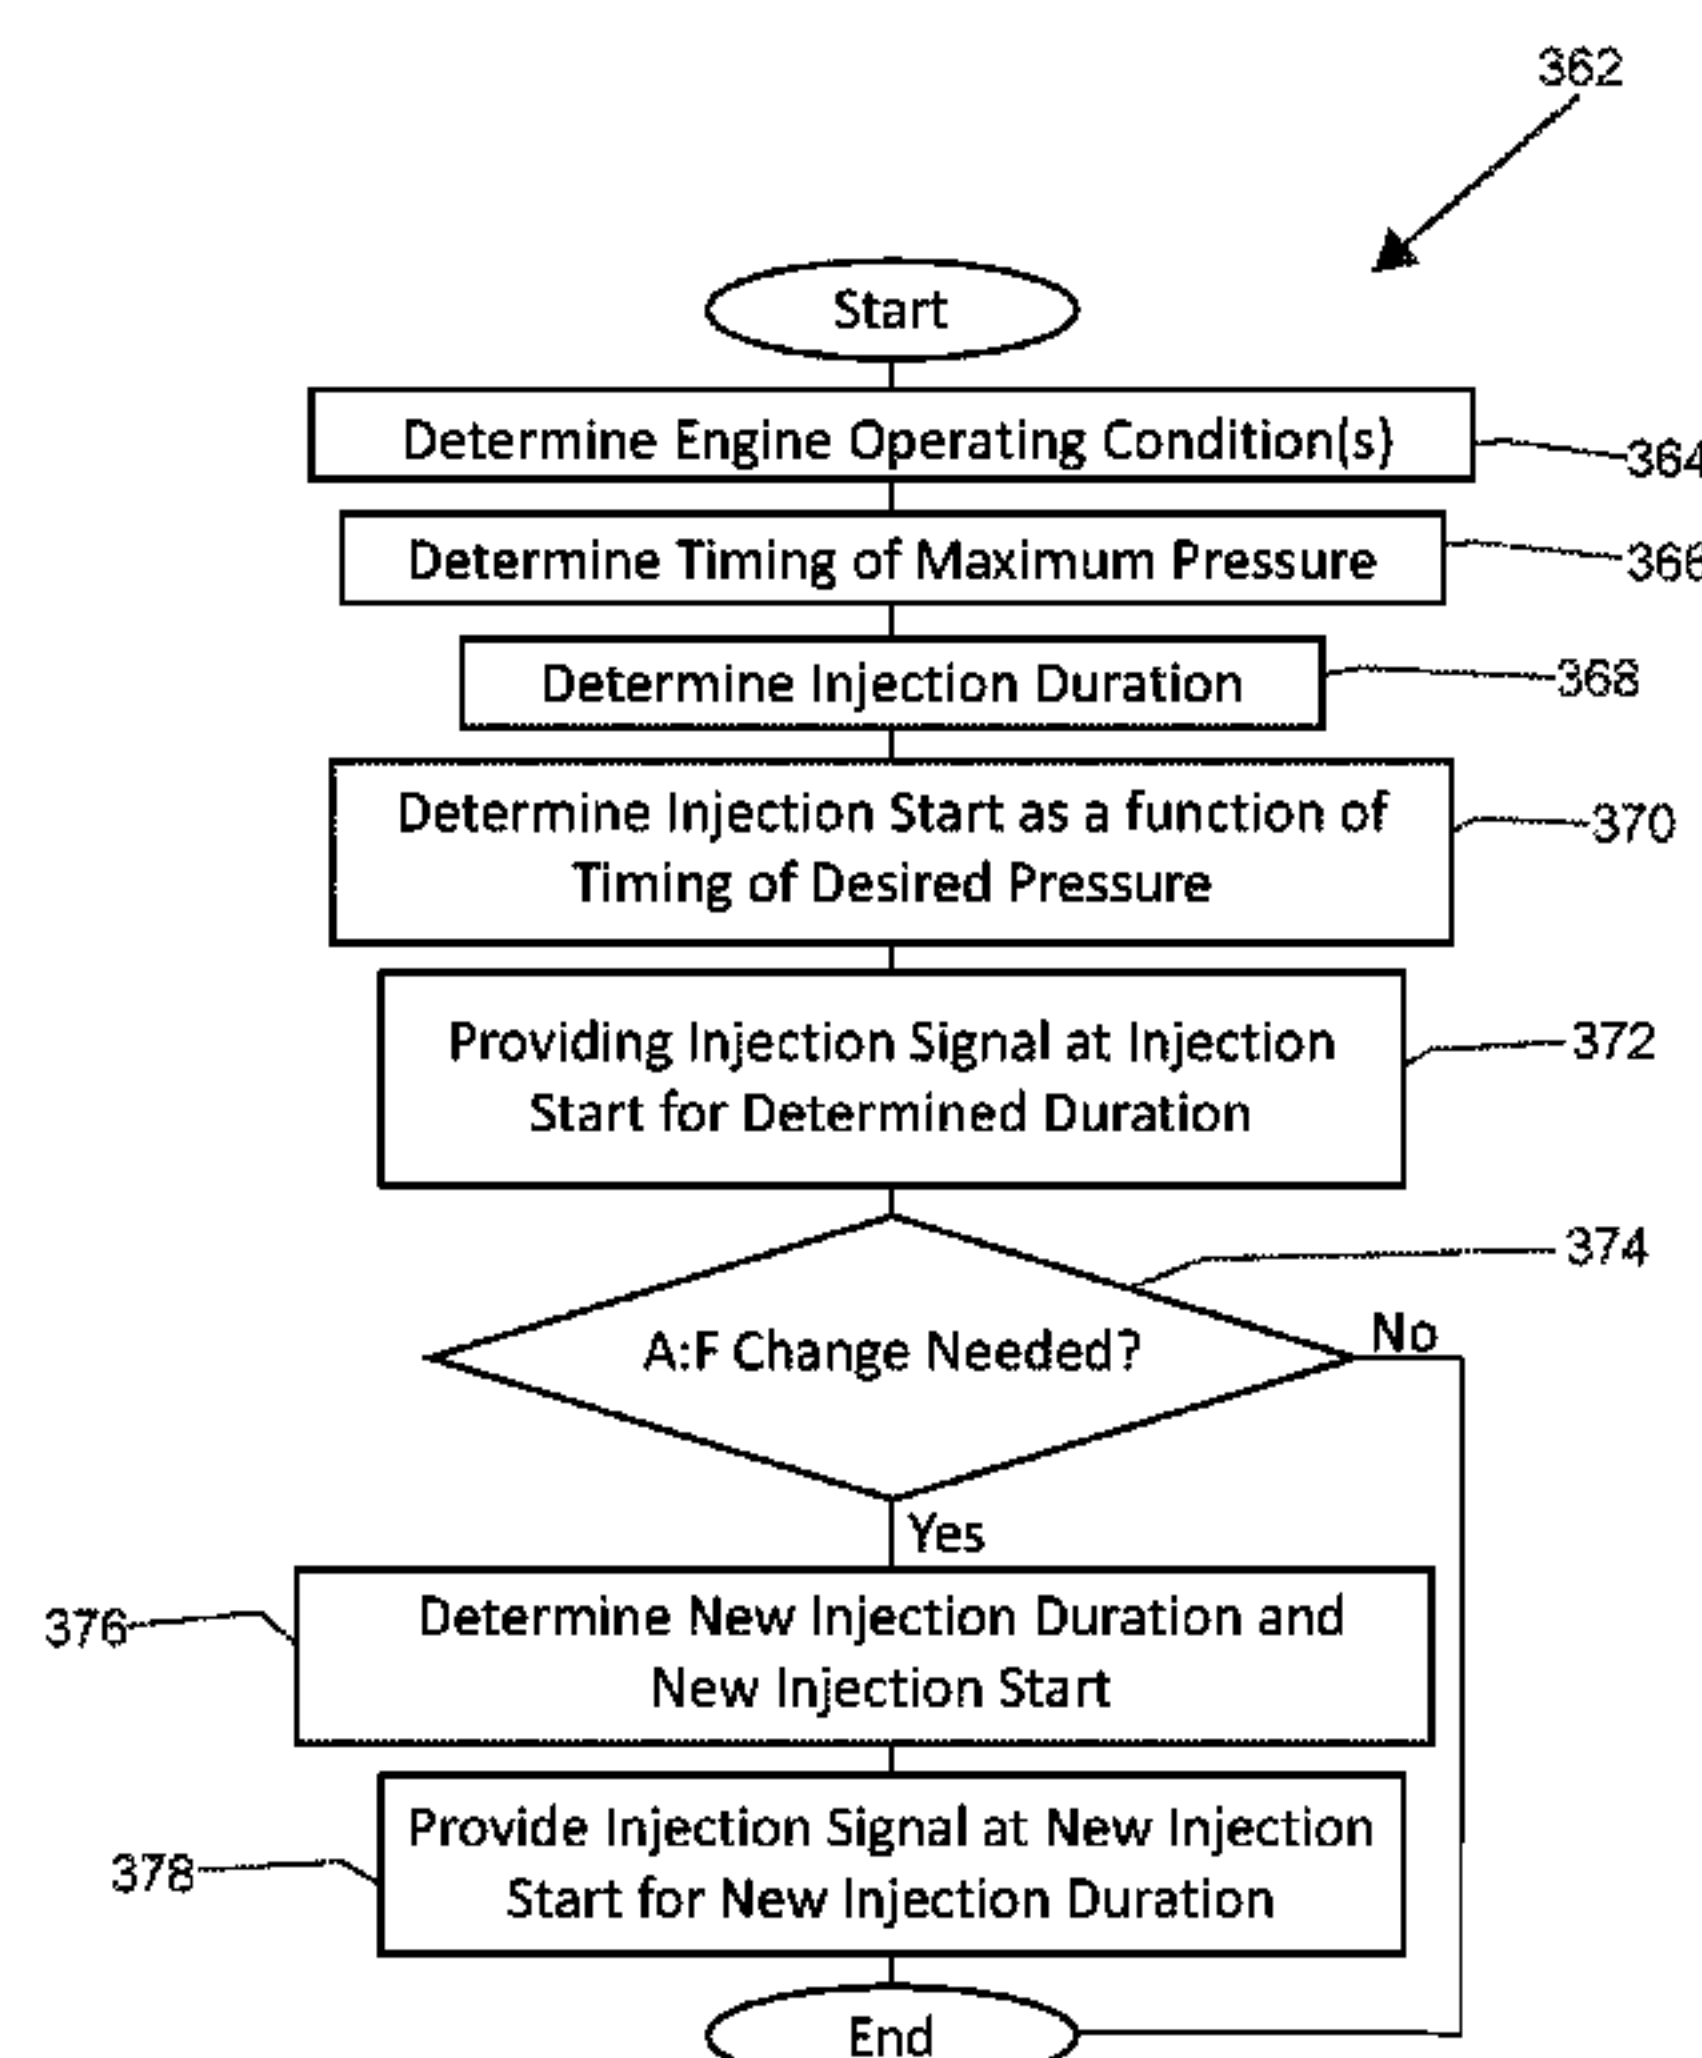 362
Start
Determine Engine Operating Condition(s)
364
Determine Timing of Maximum Pressure
366
Determine Injection Duration
368
Determine Injection Start as a function of
Timing of Desired Pressure
370
Providing Injection Signal at Injection
Start for Determined Duration
372
374
A:F Change Needed?
No
Yes
376
Determine New Injection Duration and
New Injection Start
378
Provide Injection Signal at New Injection
Start for New Injection Duration
End